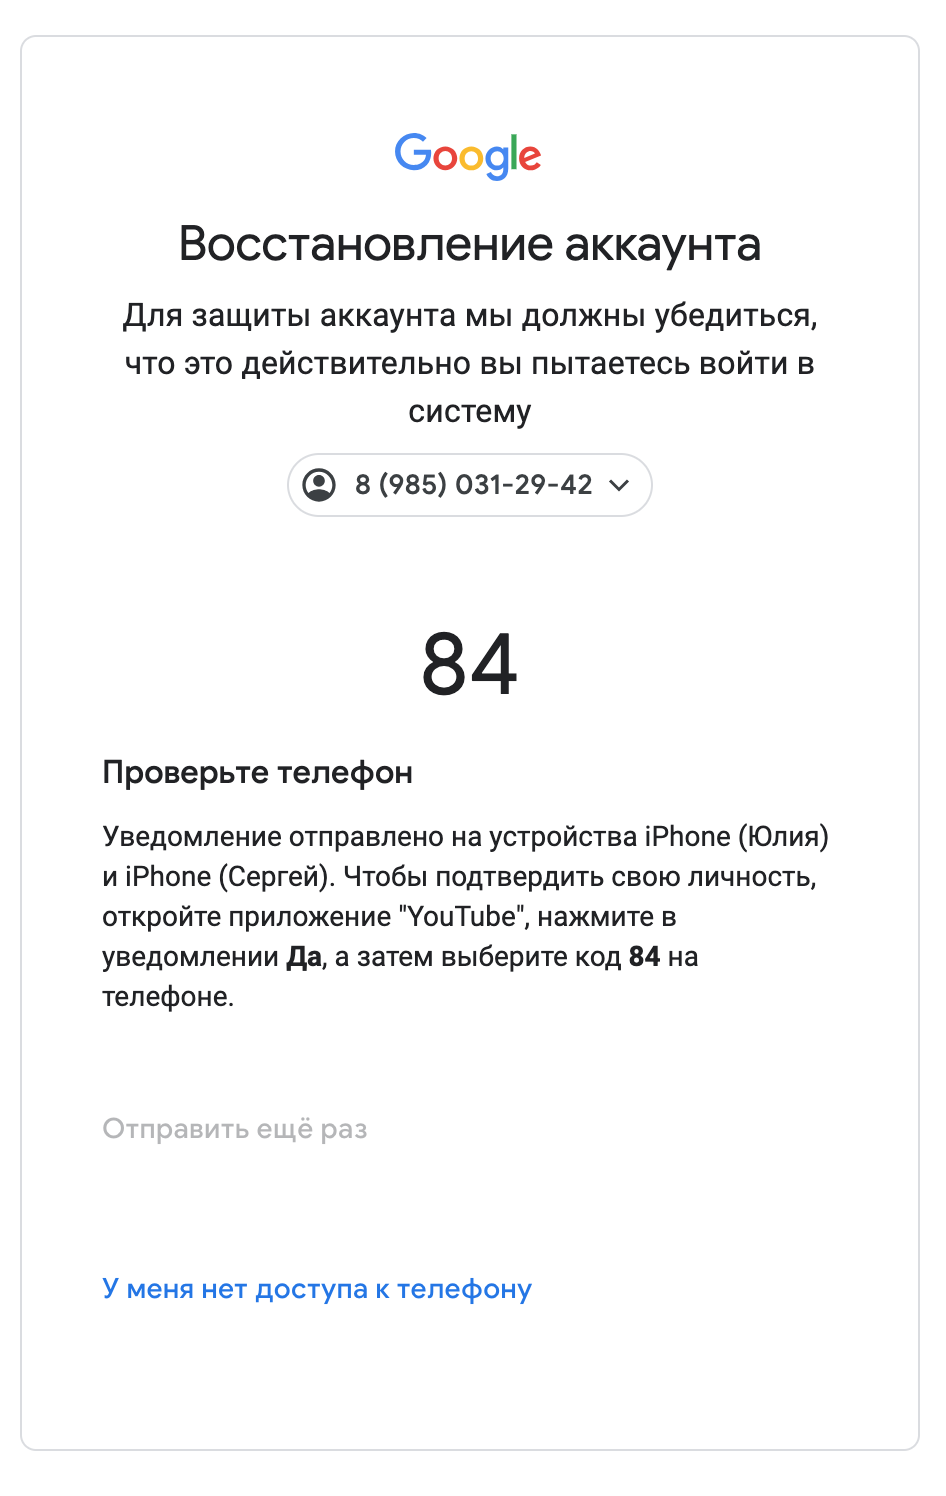 Google
Восстановление аккаунта
Для защиты аккаунта мы должны убедиться,
что это действительно вы пытаетесь войти в
систему
8 (985) 031-29-42
84
Проверьте телефон
Уведомление отправлено на устройства iPhone (Юлия)
и iPhone (Сергей). Чтобы подтвердить свою личность,
откройте приложение "YouTube", нажмите в
уведомлении Да, а затем выберите код 84 на
телефоне.
Отправить ещё раз
У меня нет доступа к телефону